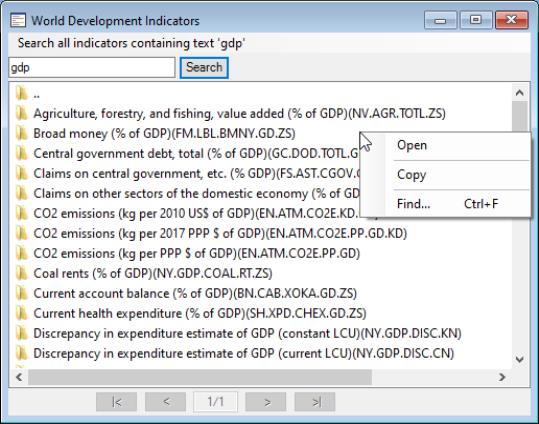 World Development Indicators
Search all indicators containing text 'gdp'
gdp
Search
..
Agriculture, forestry, and fishing, value added (% of GDP)(NV.AGR.TOTL.ZS)
Broad money (% of GDP)(FM.LBL.BMNY.GD.ZS)
Central government debt, total (% of GDP)(GC.DOD.TOTL.G
Claims on central government, etc. (% of GDP)(FS.AST.CGOV.G
Claims on other sectors of the domestic economy (% of GD
CO2 emissions (kg per 2010 US$ of GDP)(EN.ATM.CO2E.KD.
CO2 emissions (kg per 2017 PPP $ of GDP)(EN.ATM.CO2E.PP.GD.KD)
CO2 emissions (kg per PPP $ of GDP)(EN.ATM.CO2E.PP.GD)
Coal rents (% of GDP)(NY.GDP.COAL.RT.ZS)
Current account balance (% of GDP)(BN.CAB.XOKA.GD.ZS)
Current health expenditure (% of GDP)(SH.XPD.CHEX.GD.ZS)
Discrepancy in expenditure estimate of GDP (constant LCU)(NY.GDP.DISC.KN)
Discrepancy in expenditure estimate of GDP (current LCU)(NY.GDP.DISC.CN)
Open
Copy
Find... Ctrl+F
|< < 1/1 > >|